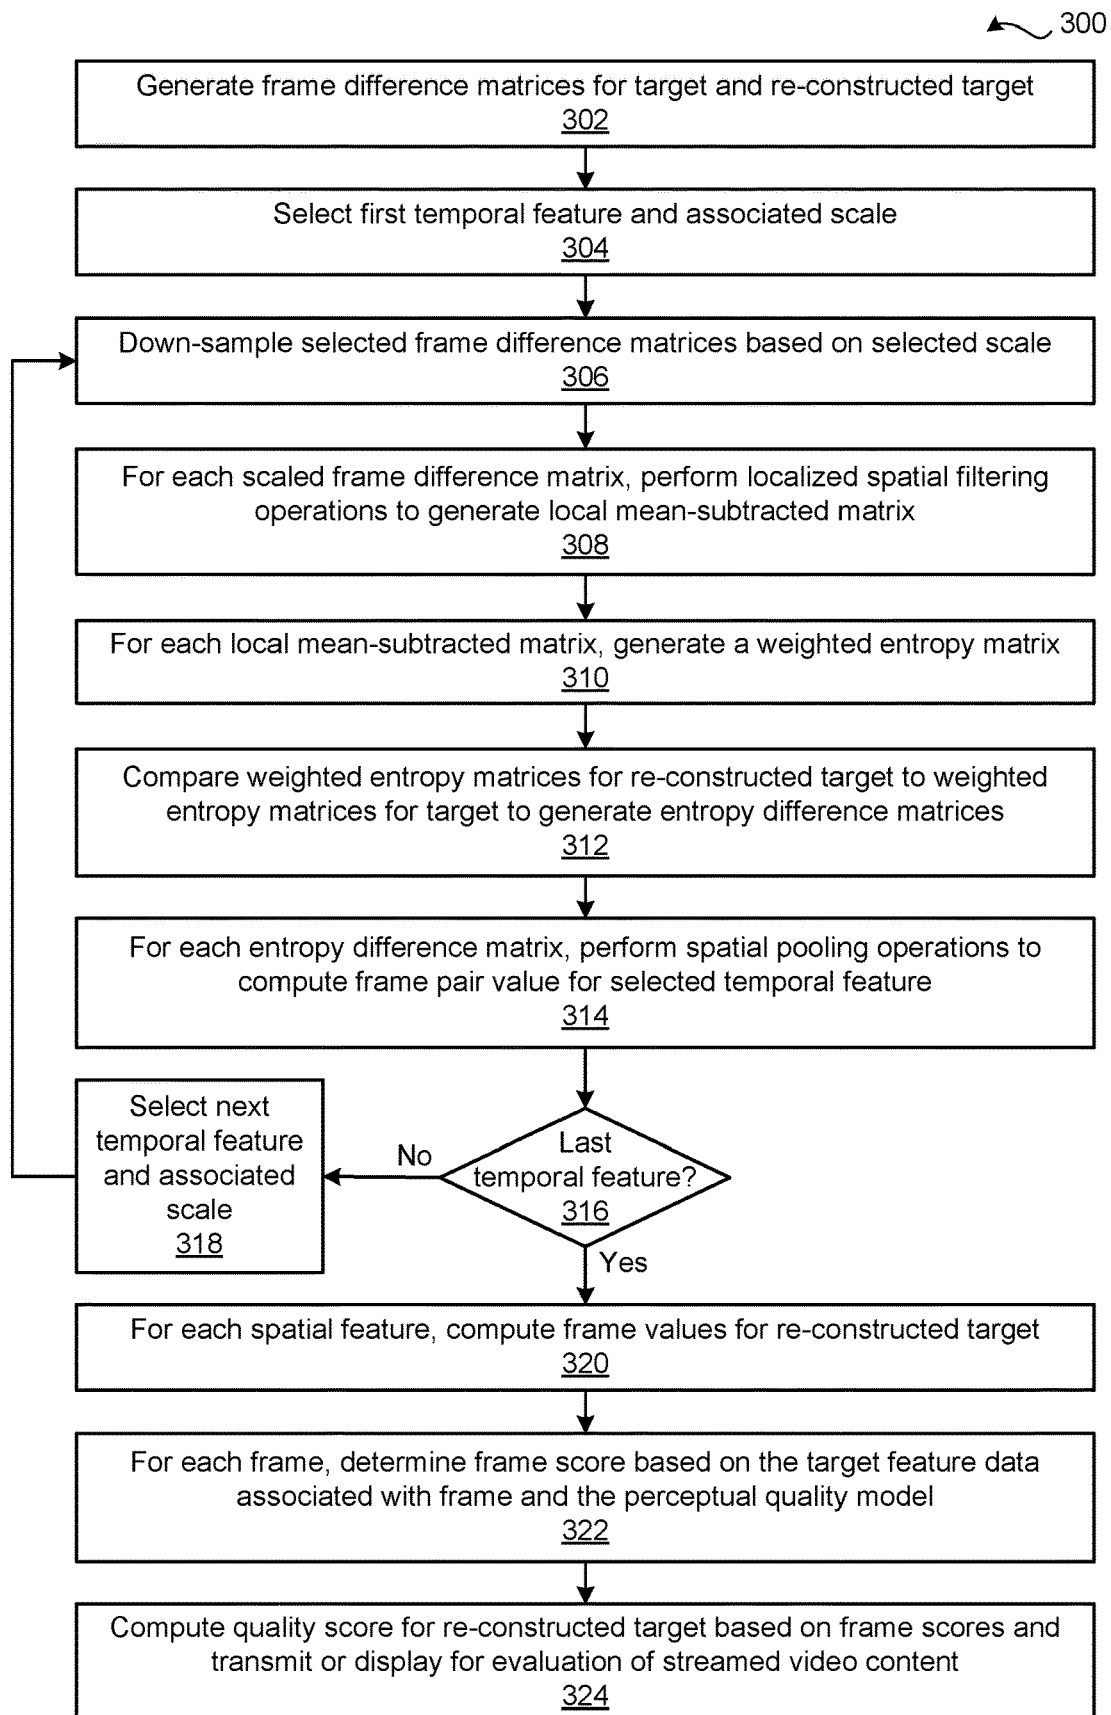 300
Generate frame difference matrices for target and re-constructed target
302
Select first temporal feature and associated scale
304
Down-sample selected frame difference matrices based on selected scale
306
For each scaled frame difference matrix, perform localized spatial filtering
operations to generate local mean-subtracted matrix
308
For each local mean-subtracted matrix, generate a weighted entropy matrix
310
Compare weighted entropy matrices for re-constructed target to weighted
entropy matrices for target to generate entropy difference matrices
312
For each entropy difference matrix, perform spatial pooling operations to
compute frame pair value for selected temporal feature
314
Select next
temporal feature
and associated
scale
318
No
Last
temporal feature?
316
Yes
For each spatial feature, compute frame values for re-constructed target
320
For each frame, determine frame score based on the target feature data
associated with frame and the perceptual quality model
322
Compute quality score for re-constructed target based on frame scores and
transmit or display for evaluation of streamed video content
324